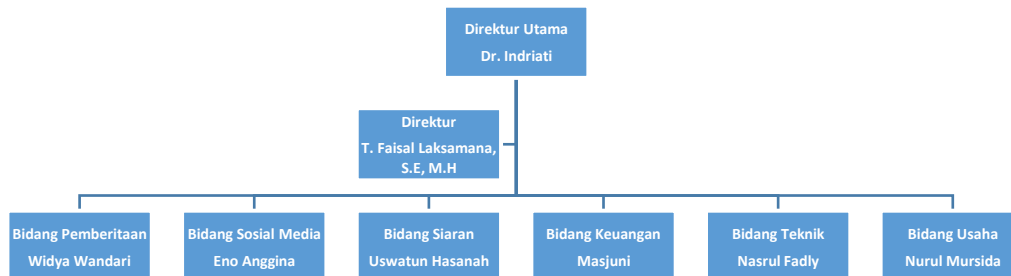 Direktur Utama
Dr. Indriati
Direktur
T. Faisal Laksamana,
S.E, M.H
Bidang Pemberitaan
Widya Wandari
Bidang Sosial Media
Eno Anggina
Bidang Siaran
Uswatun Hasanah
Bidang Keuangan
Masjuni
Bidang Teknik
Nasrul Fadly
Bidang Usaha
Nurul Mursida